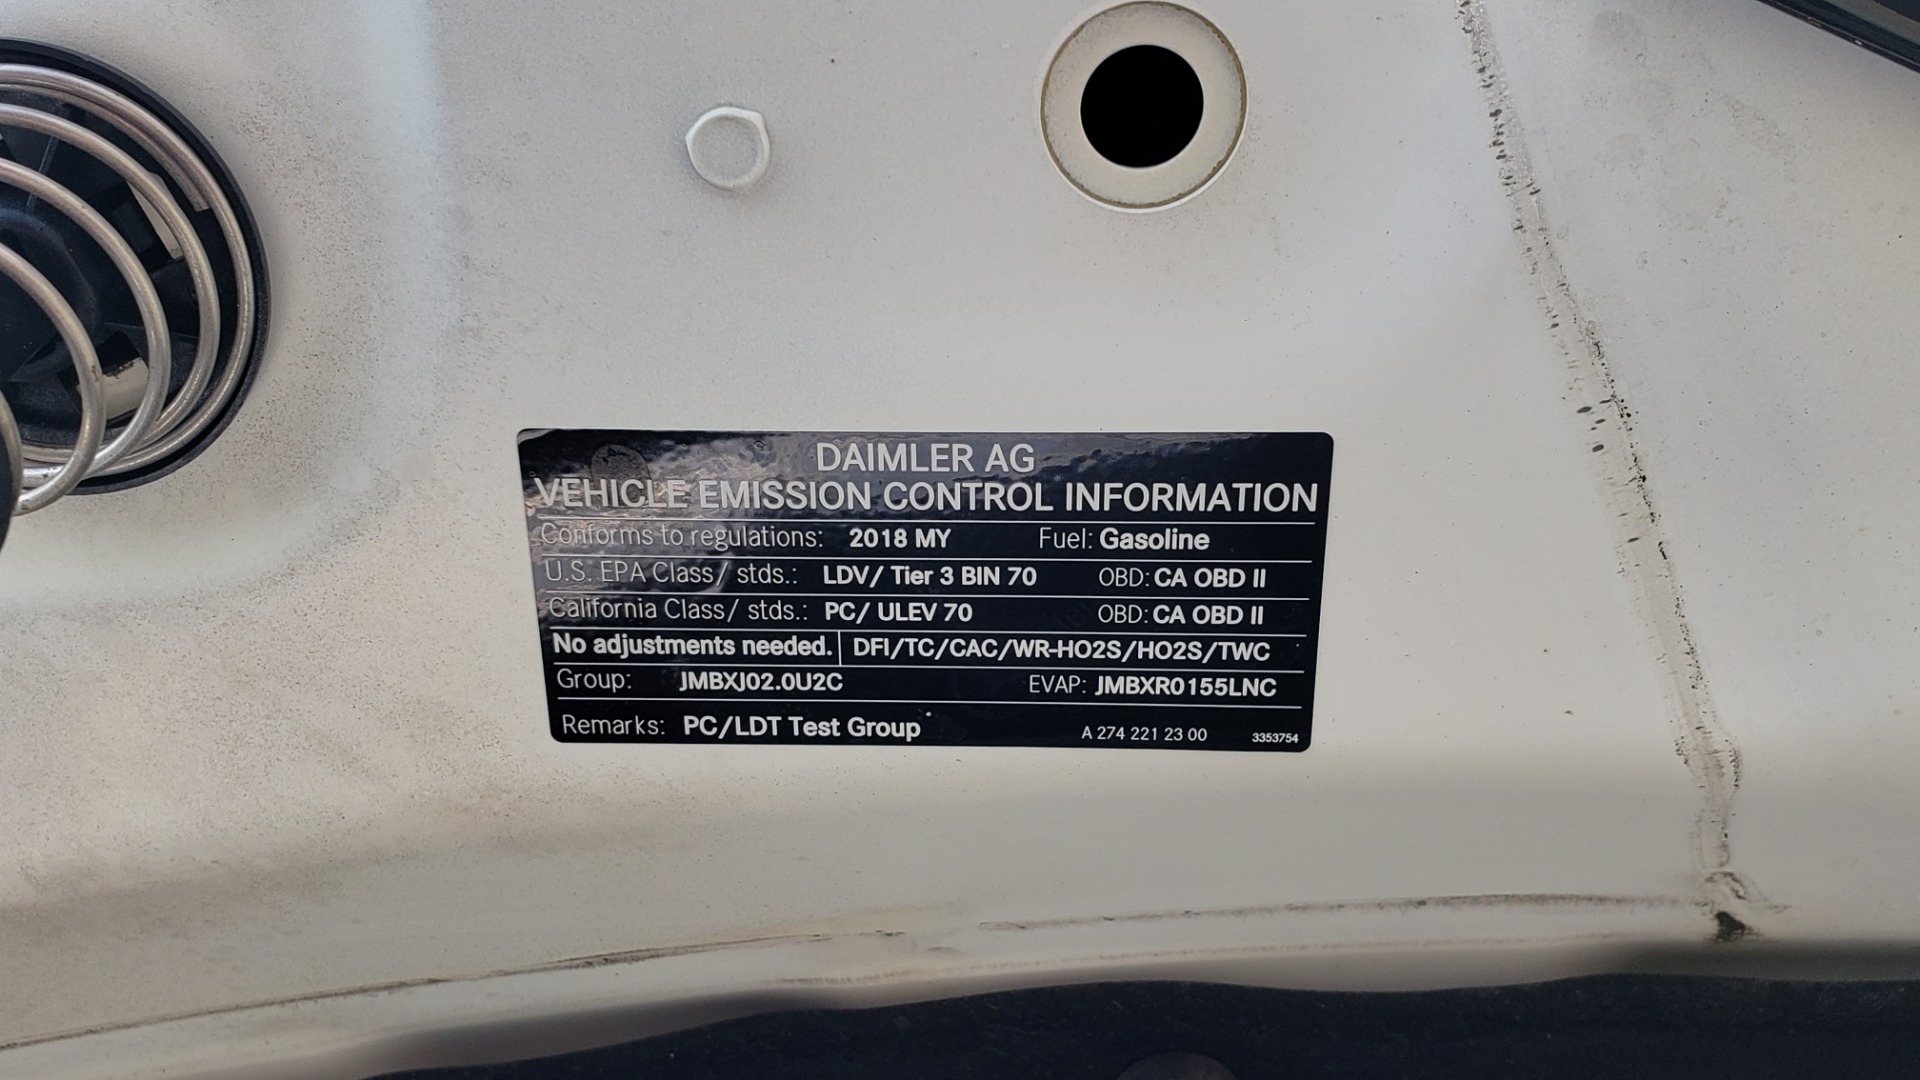 DAIMLER AG
VEHICLE EMISSION CONTROL INFORMATION
Conforms to regulations: 2018 MY Fuel: Gasoline
U.S. EPA Class/ stds.: LDV/ Tier 3 BIN 70 OBD: CA OBD II
California Class/ stds.: PC/ ULEV 70 OBD: CA OBD II
No adjustments needed. DFI/TC/CAC/WR-HO2S/HO2S/TWC
Group: JMBXJ02.0U2C EVAP: JMBXR0155LNC
Remarks: PC/LDT Test Group A 274 221 23 00 3353754